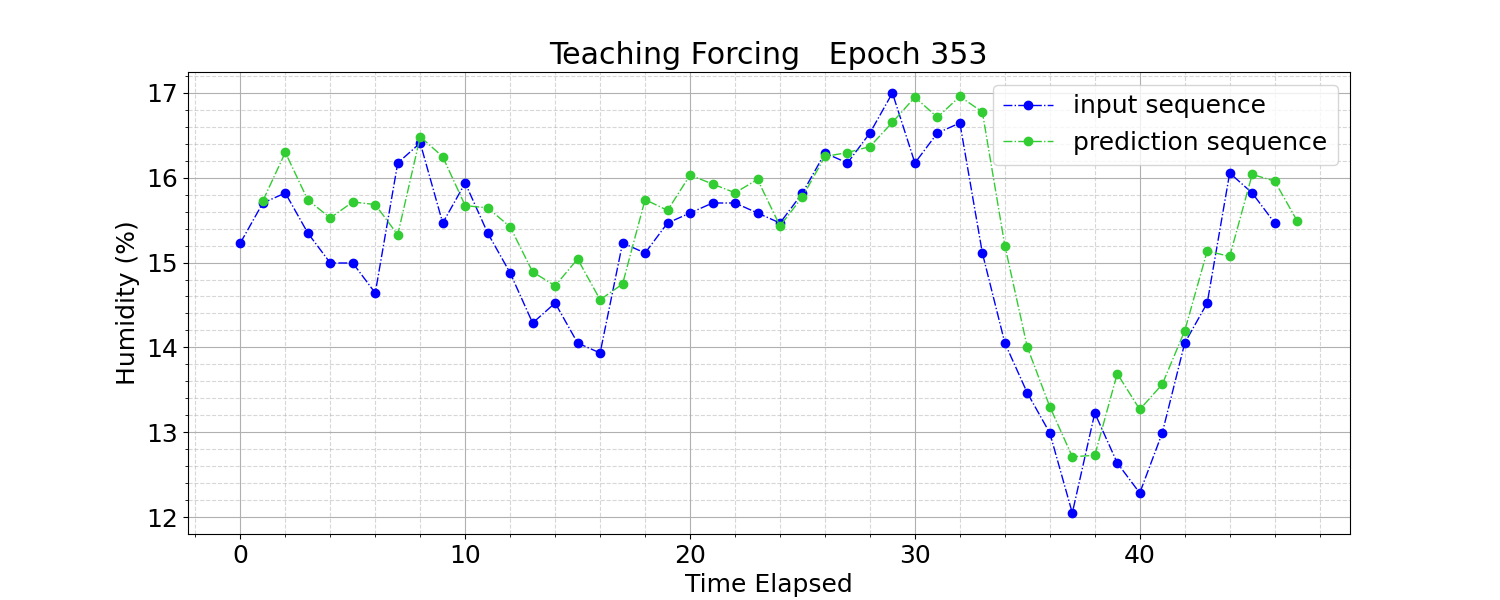 Teaching Forcing   Epoch 353
input sequence
prediction sequence
Humidity (%)
17
16
15
14
13
12
0 10 20 30 40
Time Elapsed